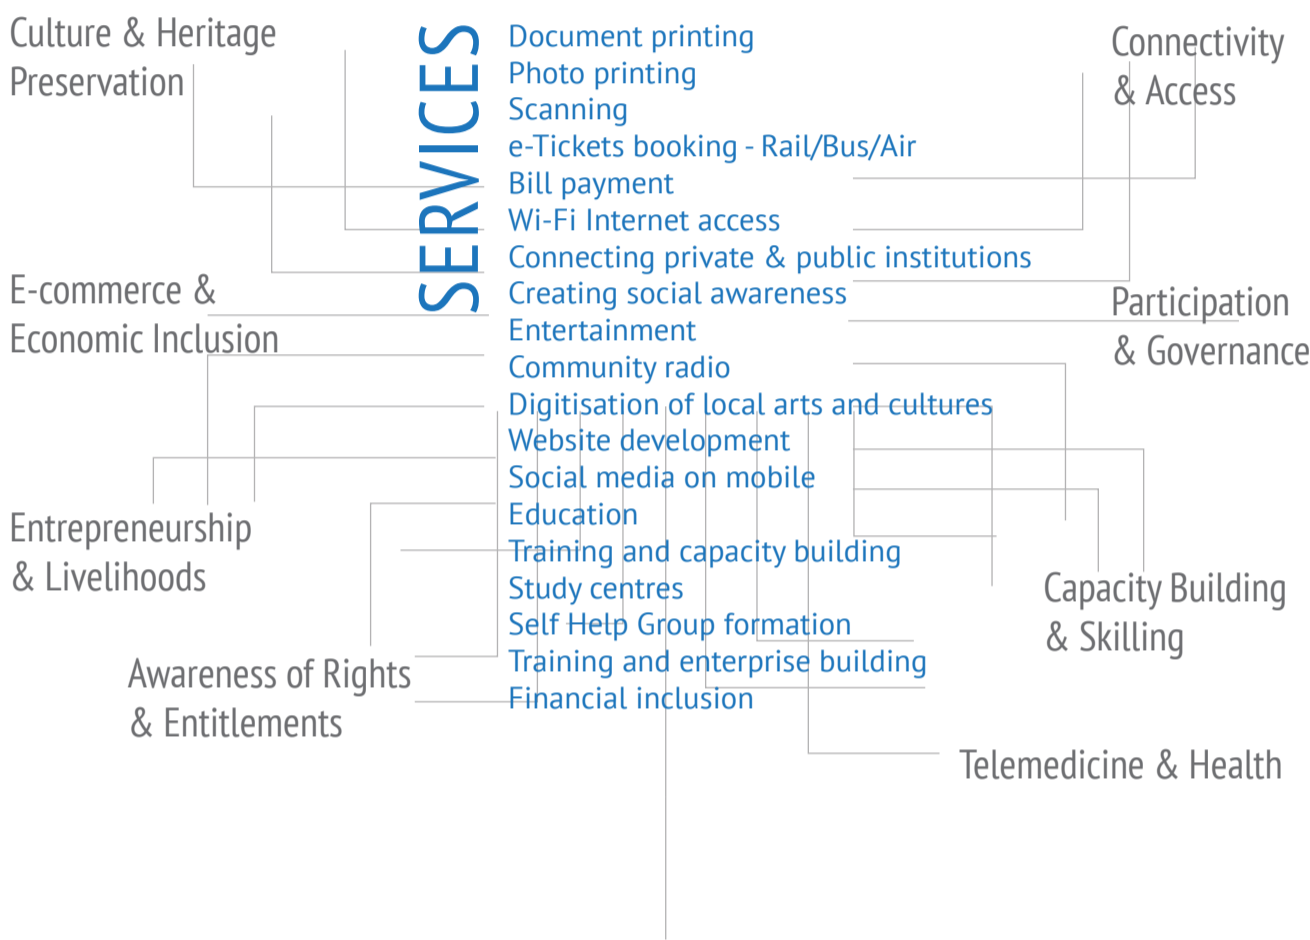 Culture & Heritage
Preservation
E-commerce &
Economic Inclusion
Entrepreneurship
& Livelihoods
Awareness of Rights
& Entitlements
SERVICES
Document printing
Photo printing
Scanning
e-Tickets booking - Rail/Bus/Air
Bill payment
Wi-Fi Internet access
Connecting private & public institutions
Creating social awareness
Entertainment
Community radio
Digitisation of local arts and cultures
Website development
Social media on mobile
Education
Training and capacity building
Study centres
Self Help Group formation
Training and enterprise building
Financial inclusion
Connectivity
& Access
Participation
& Governance
Capacity Building
& Skilling
Telemedicine & Health